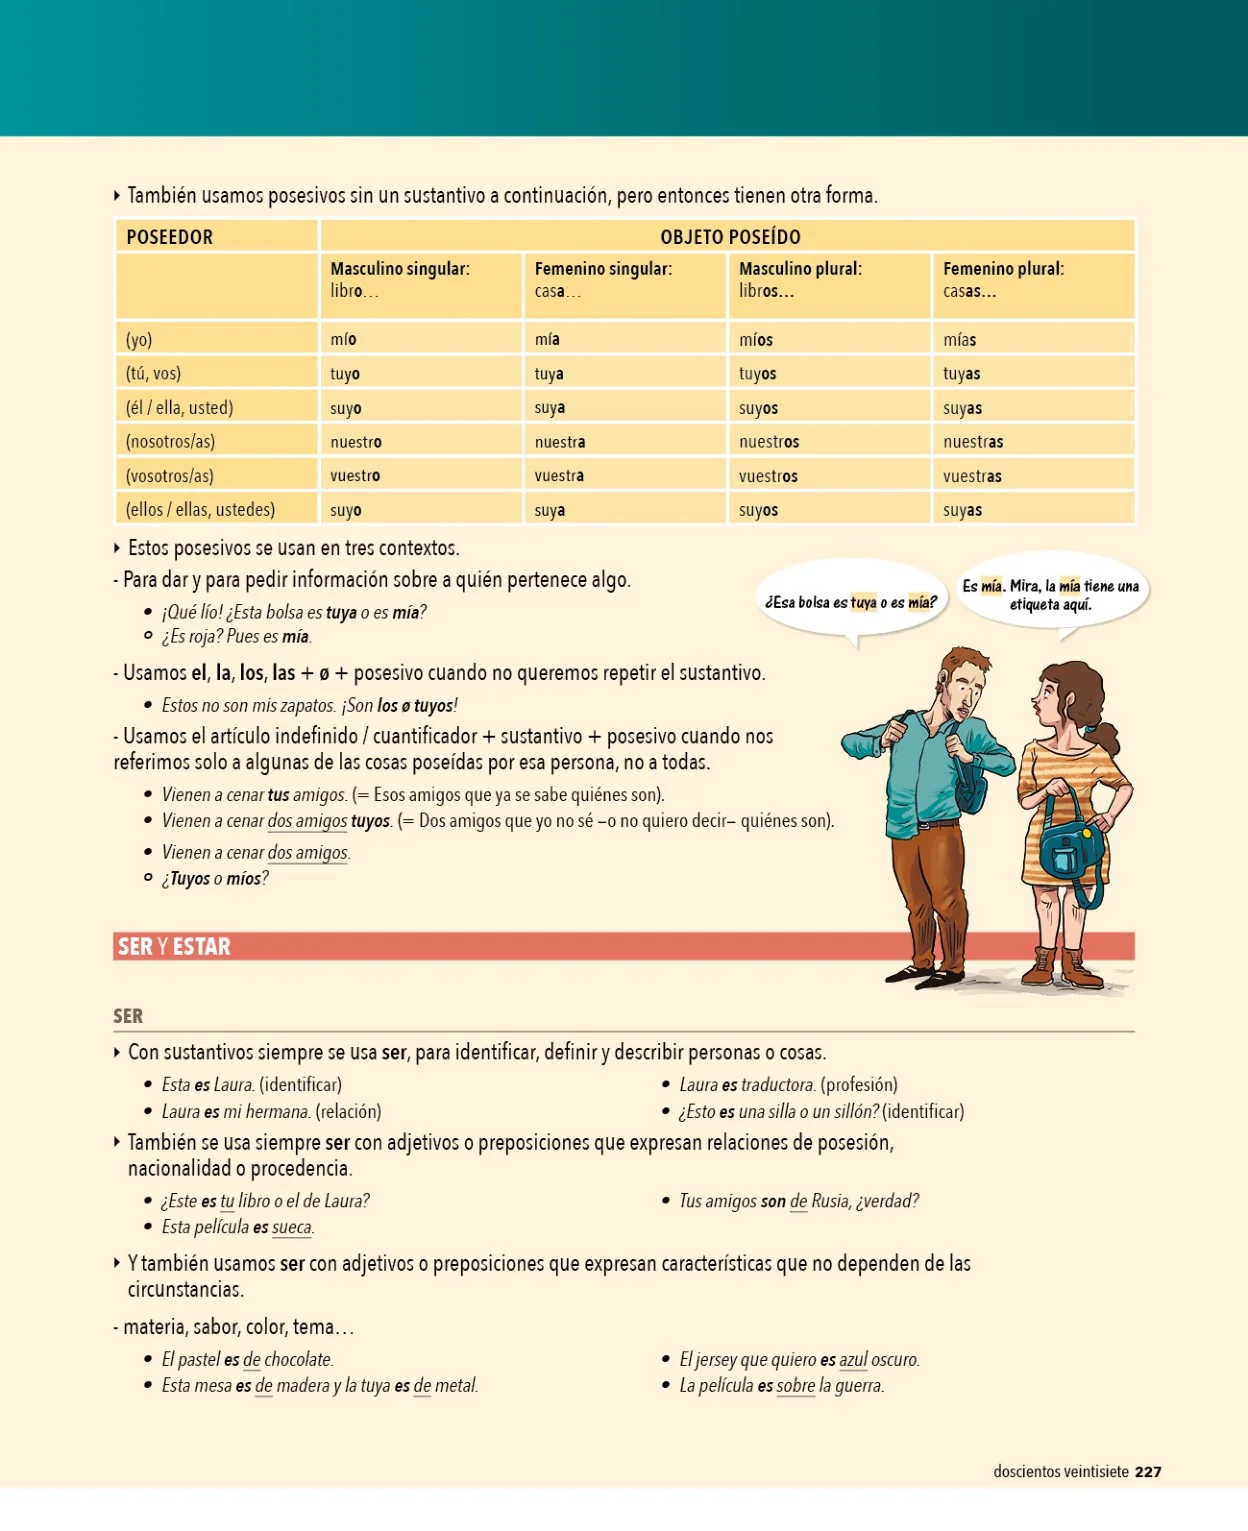 ‣ También usamos posesivos sin un sustantivo a continuación, pero entonces tienen otra forma.
POSEEDOR OBJETO POSEÍDO
Masculino singular: Femenino singular: Masculino plural: Femenino plural:
libro… casa… libros… casas…
(yo) mío mía míos mías
(tú, vos) tuyo tuya tuyos tuyas
(él / ella, usted) suyo suya suyos suyas
(nosotros/as) nuestro nuestra nuestros nuestras
(vosotros/as) vuestro vuestra vuestros vuestras
(ellos / ellas, ustedes) suyo suya suyos suyas
‣ Estos posesivos se usan en tres contextos.
- Para dar y para pedir información sobre a quién pertenece algo.
• ¡Qué lío! ¿Esta bolsa es tuya o es mía?
○ ¿Es roja? Pues es mía.
¿Esa bolsa es tuya o es mía?
Es mía. Mira, la mía tiene una
etiqueta aquí.
- Usamos el, la, los, las + ø + posesivo cuando no queremos repetir el sustantivo.
• Estos no son mis zapatos. ¡Son los ø tuyos!
- Usamos el artículo indefinido / cuantificador + sustantivo + posesivo cuando nos
referimos solo a algunas de las cosas poseídas por esa persona, no a todas.
• Vienen a cenar tus amigos. (= Esos amigos que ya se sabe quiénes son).
• Vienen a cenar dos amigos tuyos. (= Dos amigos que yo no sé –o no quiero decir– quiénes son).
• Vienen a cenar dos amigos.
○ ¿Tuyos o míos?
SER Y ESTAR
SER
‣ Con sustantivos siempre se usa ser, para identificar, definir y describir personas o cosas.
• Esta es Laura. (identificar) • Laura es traductora. (profesión)
• Laura es mi hermana. (relación) • ¿Esto es una silla o un sillón? (identificar)
‣ También se usa siempre ser con adjetivos o preposiciones que expresan relaciones de posesión,
nacionalidad o procedencia.
• ¿Este es tu libro o el de Laura? • Tus amigos son de Rusia, ¿verdad?
• Esta película es sueca.
‣ Y también usamos ser con adjetivos o preposiciones que expresan características que no dependen de las
circunstancias.
- materia, sabor, color, tema…
• El pastel es de chocolate. • El jersey que quiero es azul oscuro.
• Esta mesa es de madera y la tuya es de metal. • La película es sobre la guerra.
doscientos veintisiete 227